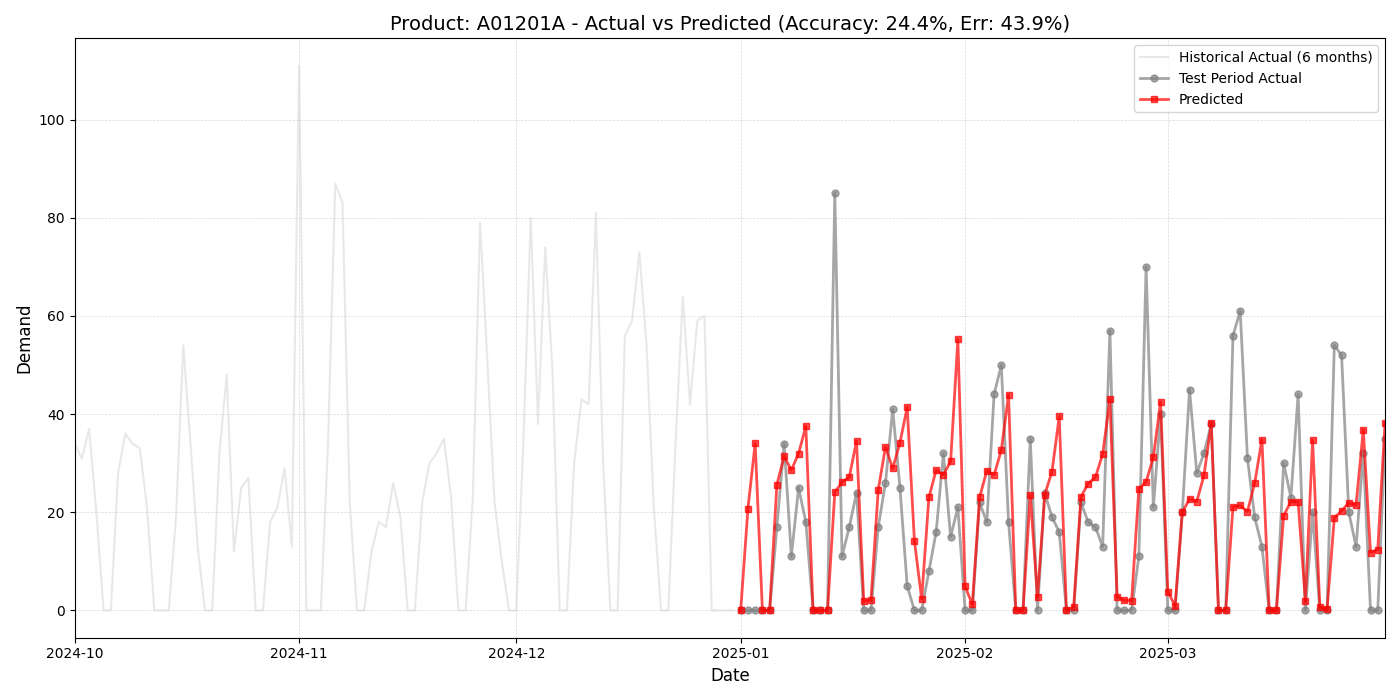 Product: A01201A - Actual vs Predicted (Accuracy: 24.4%, Err: 43.9%)
Historical Actual (6 months)
Test Period Actual
Predicted
Demand
100
80
60
40
20
0
2024-10
2024-11
2024-12
2025-01
2025-02
2025-03
Date